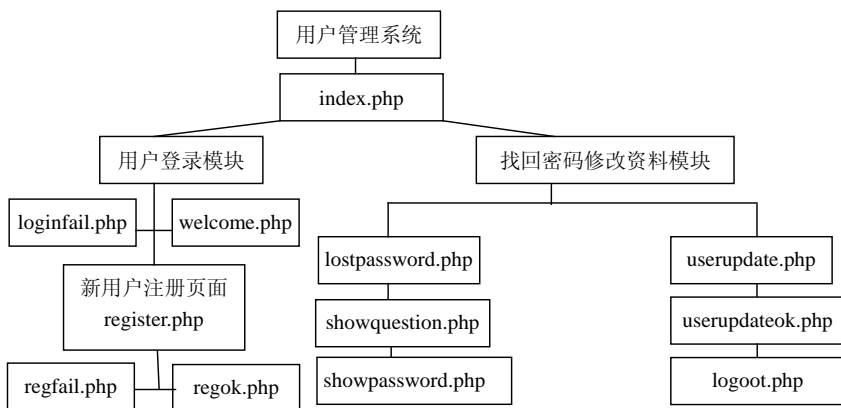 用户管理系统
index.php
用户登录模块
找回密码修改资料模块
loginfail.php
welcome.php
lostpassword.php
userupdate.php
新用户注册页面
register.php
showquestion.php
userupdateok.php
showpassword.php
logoot.php
regfail.php
regok.php